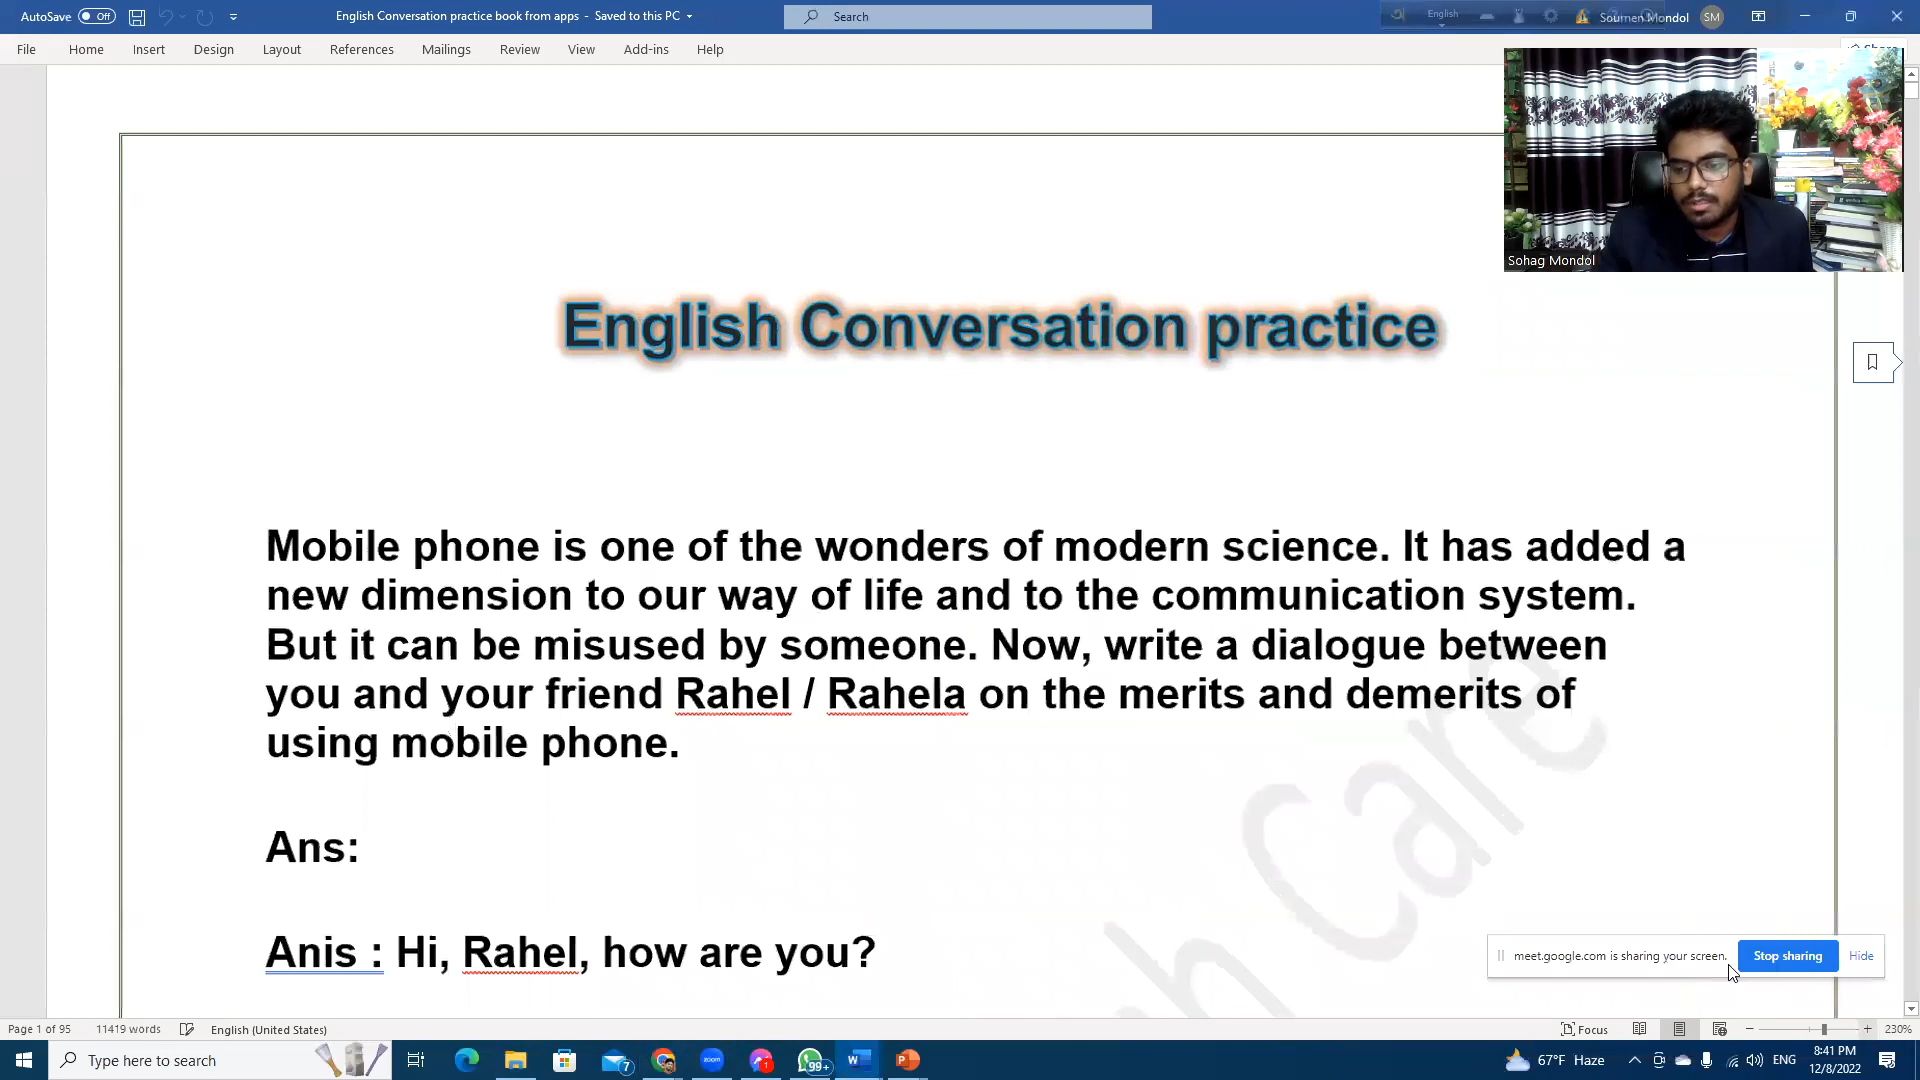 AutoSave Off English Conversation practice book from apps - Saved to this PC Search English Soumen Mondol SM
File Home Insert Design Layout References Mailings Review View Add-ins Help
Sohag Mondol
English Conversation practice
Mobile phone is one of the wonders of modern science. It has added a
new dimension to our way of life and to the communication system.
But it can be misused by someone. Now, write a dialogue between
you and your friend Rahel / Rahela on the merits and demerits of
using mobile phone.
Ans:
Anis : Hi, Rahel, how are you?
meet.google.com is sharing your screen. Stop sharing Hide
Page 1 of 95 11419 words English (United States) Focus 230%
Type here to search 7 zoom 1 99+ 67°F Haze ENG 8:41 PM
12/8/2022